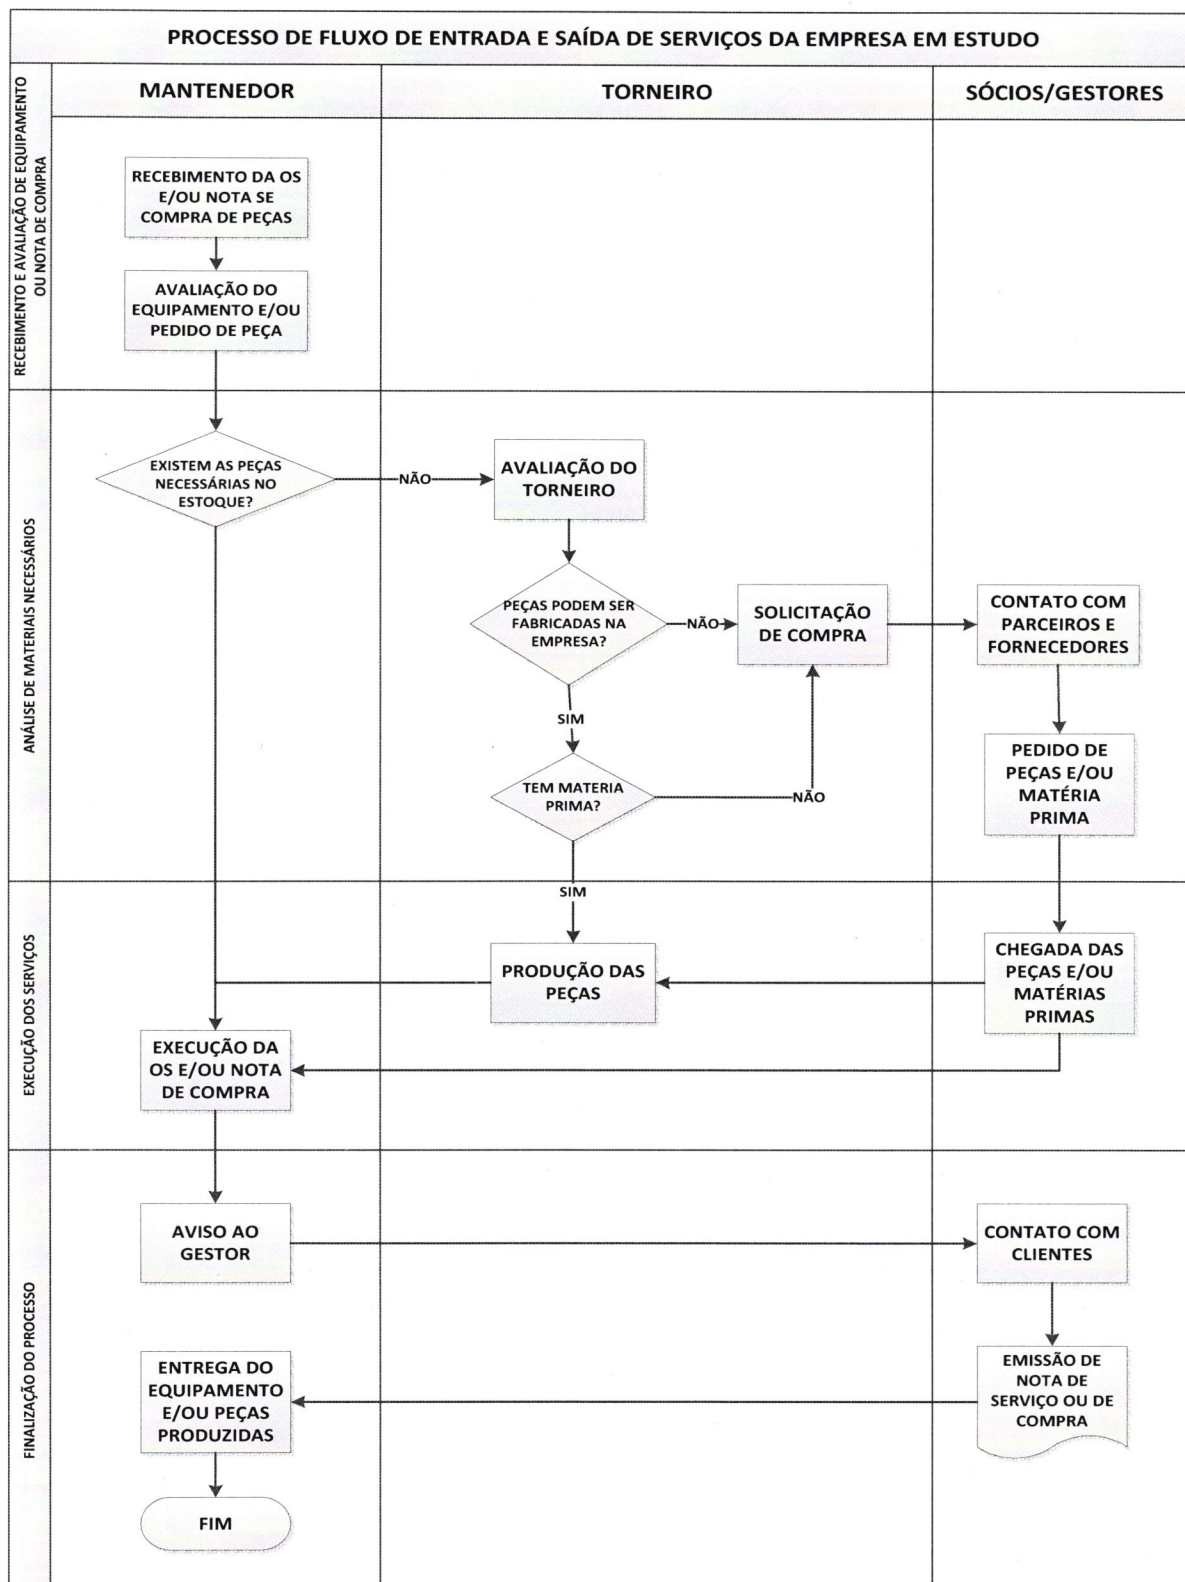 PROCESSO DE FLUXO DE ENTRADA E SAÍDA DE SERVIÇOS DA EMPRESA EM ESTUDO
MANTENEDOR
TORNEIRO
SÓCIOS/GESTORES
RECEBIMENTO E AVALIAÇÃO DE EQUIPAMENTO
OU NOTA DE COMPRA
RECEBIMENTO DA OS
E/OU NOTA SE
COMPRA DE PEÇAS
AVALIAÇÃO DO
EQUIPAMENTO E/OU
PEDIDO DE PEÇA
ANÁLISE DE MATERIAIS NECESSÁRIOS
EXISTEM AS PEÇAS
NECESSÁRIAS NO
ESTOQUE?
NÃO
AVALIAÇÃO DO
TORNEIRO
PEÇAS PODEM SER
FABRICADAS NA
EMPRESA?
NÃO
SOLICITAÇÃO
DE COMPRA
CONTATO COM
PARCEIROS E
FORNECEDORES
SIM
TEM MATERIA
PRIMA?
NÃO
PEDIDO DE
PEÇAS E/OU
MATÉRIA
PRIMA
SIM
EXECUÇÃO DOS SERVIÇOS
PRODUÇÃO DAS
PEÇAS
CHEGADA DAS
PEÇAS E/OU
MATÉRIAS
PRIMAS
EXECUÇÃO DA
OS E/OU NOTA
DE COMPRA
FINALIZAÇÃO DO PROCESSO
AVISO AO
GESTOR
CONTATO COM
CLIENTES
EMISSÃO DE
NOTA DE
SERVIÇO OU DE
COMPRA
ENTREGA DO
EQUIPAMENTO
E/OU PEÇAS
PRODUZIDAS
FIM